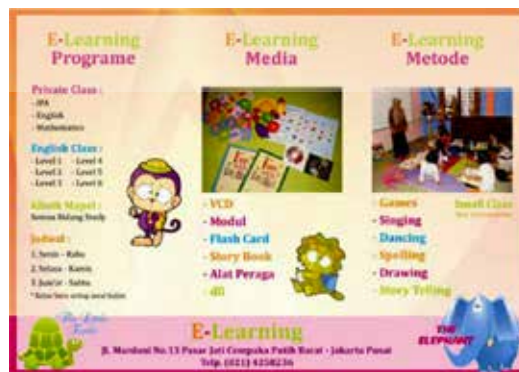 E-Learning
Programe
Private Class :
- IPA
- English
- Mathematics
English Class :
- Level 1 - Level 4
- Level 2 - Level 5
- Level 3 - Level 6
Klinik Mapel :
Semua Bidang Study
Jadwal :
1. Senin - Rabu
2. Selasa - Kamis
3. Jum'at - Sabtu
E-Learning
Media
- VCD
- Modul
- Flash Card
- Story Book
- Alat Peraga
- dll
E-Learning
Metode
- Games
- Singing
- Dancing
- Spelling
- Drawing
- Story Telling
Small Class
THE
ELEPHANT
E-Learning
Jl. Mardani No.13 Pasar Jati Cempaka Putih Barat - Jakarta Pusat
Telp. (021) 4258236